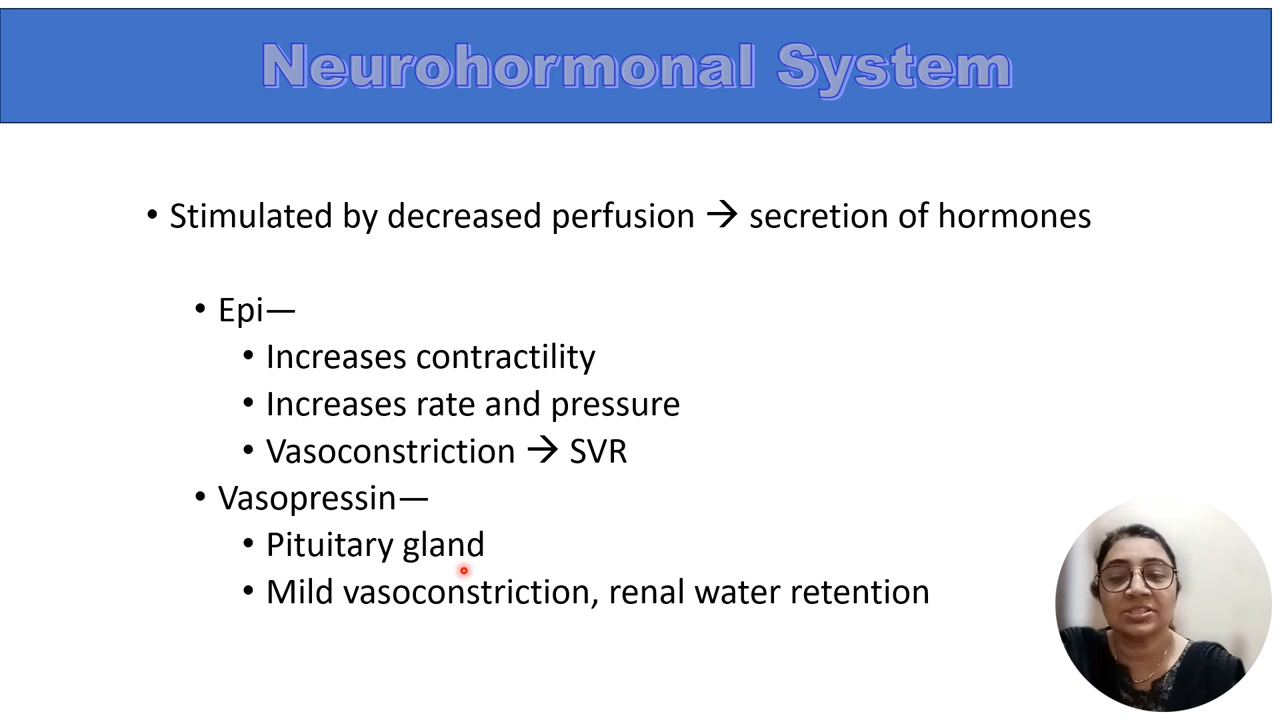 Neurohormonal System
• Stimulated by decreased perfusion → secretion of hormones
• Epi—
• Increases contractility
• Increases rate and pressure
• Vasoconstriction → SVR
• Vasopressin—
• Pituitary gland
• Mild vasoconstriction, renal water retention